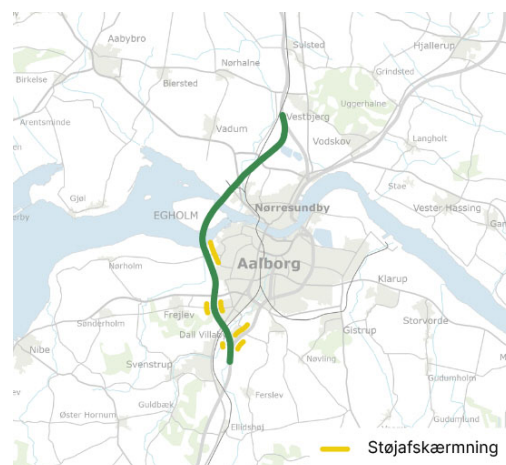 Sulsted
Aabybro
Hjallerup
Nørhalne
Grindsted
Birkelse
Biersted
Uggerhalne
Vestbjerg
Arentsminde
Vadum
Vodskov
Langholt
Stae
Gjøl
Nørresundby
Vester Hassing
EGHOLM
Aalborg
Nørholm
Klarup
Frejlev
Sønderholm
Storvorde
Dall Villaby
Gistrup
Nibe
Nøvling
Svenstrup
Gudumholm
Ferslev
Guldbæk
Øster Hornum
Gudumlund
Ellidshøj
Støjafskærmning